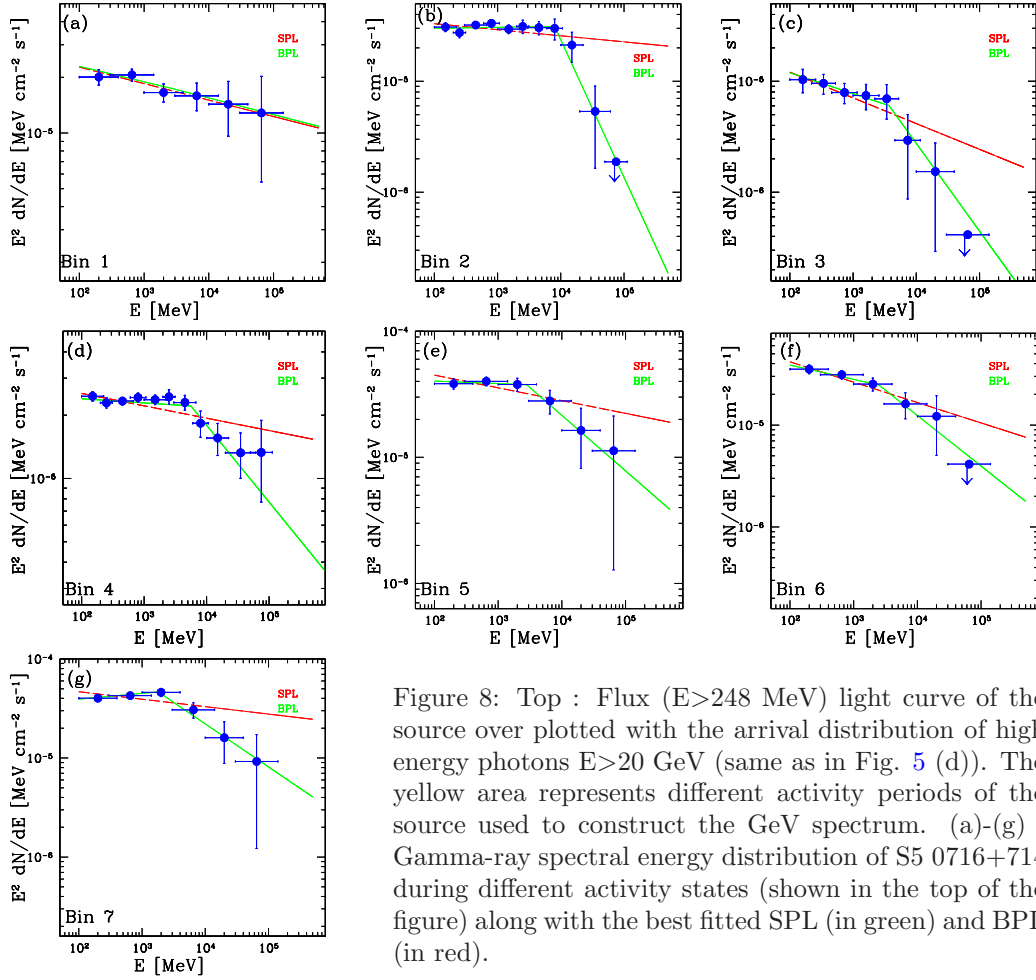 (a)
SPL
BPL
10⁻⁵
E² dN/dE [MeV cm⁻² s⁻¹]
Bin 1
10² 10³ 10⁴ 10⁵
E [MeV]
(b)
SPL
BPL
10⁻⁵
10⁻⁶
E² dN/dE [MeV cm⁻² s⁻¹]
Bin 2
10² 10³ 10⁴ 10⁵
E [MeV]
(c)
SPL
BPL
10⁻⁵
10⁻⁶
E² dN/dE [MeV cm⁻² s⁻¹]
Bin 3
10² 10³ 10⁴ 10⁵
E [MeV]
(d)
SPL
BPL
10⁻⁶
E² dN/dE [MeV cm⁻² s⁻¹]
Bin 4
10² 10³ 10⁴ 10⁵
E [MeV]
(e)
SPL
BPL
10⁻⁴
10⁻⁵
10⁻⁶
E² dN/dE [MeV cm⁻² s⁻¹]
Bin 5
10² 10³ 10⁴ 10⁵
E [MeV]
(f)
SPL
BPL
10⁻⁵
10⁻⁶
E² dN/dE [MeV cm⁻² s⁻¹]
Bin 6
10² 10³ 10⁴ 10⁵
E [MeV]
(g)
SPL
BPL
10⁻⁴
10⁻⁵
10⁻⁶
E² dN/dE [MeV cm⁻² s⁻¹]
Bin 7
10² 10³ 10⁴ 10⁵
E [MeV]
Figure 8: Top : Flux (E>248 MeV) light curve of the
source over plotted with the arrival distribution of high
energy photons E>20 GeV (same as in Fig. 5 (d)). The
yellow area represents different activity periods of the
source used to construct the GeV spectrum. (a)-(g)
Gamma-ray spectral energy distribution of S5 0716+714
during different activity states (shown in the top of the
figure) along with the best fitted SPL (in green) and BPL
(in red).